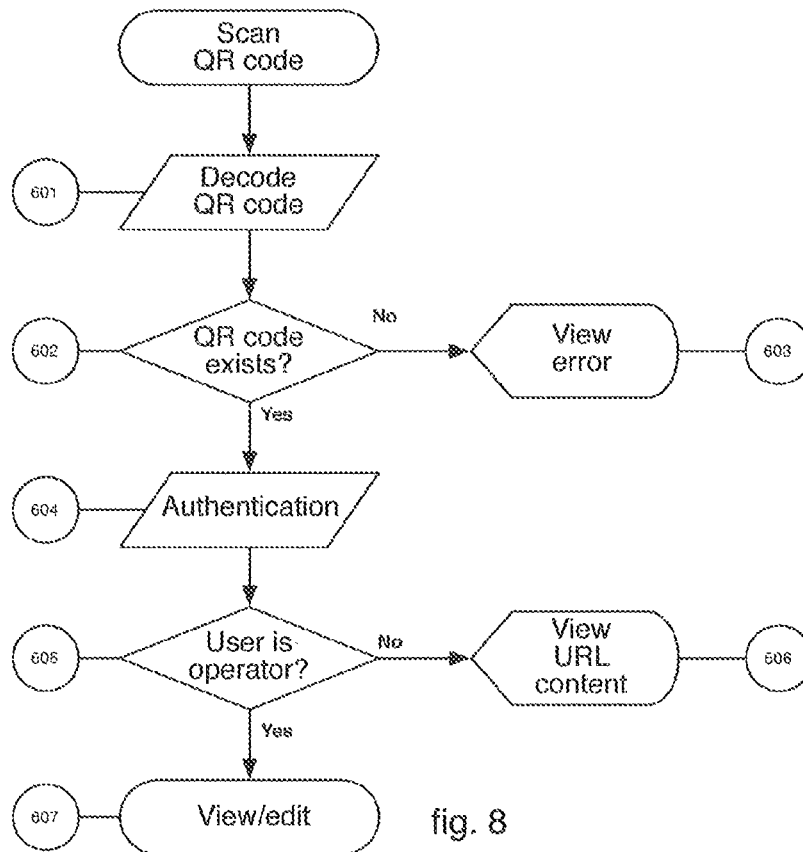 Scan
QR code
601
Decode
QR code
602
QR code
exists?
No
View
error
603
Yes
604
Authentication
605
User is
operator?
No
View
URL
content
606
Yes
607
View/edit
fig. 8